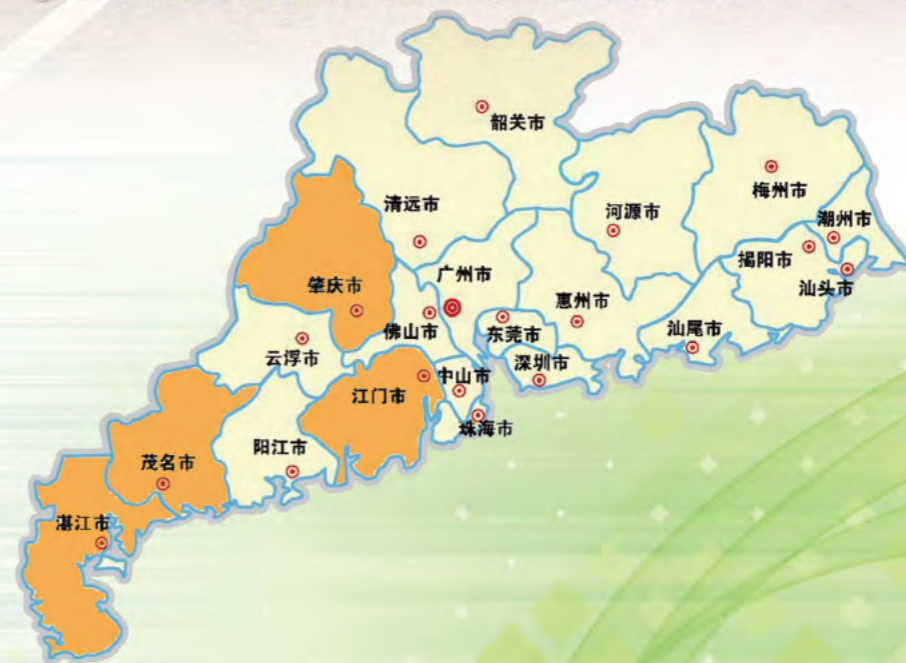 韶关市
梅州市
清远市
河源市
潮州市
揭阳市
广州市
肇庆市
汕头市
惠州市
佛山市
东莞市
汕尾市
云浮市
深圳市
中山市
江门市
珠海市
阳江市
茂名市
湛江市